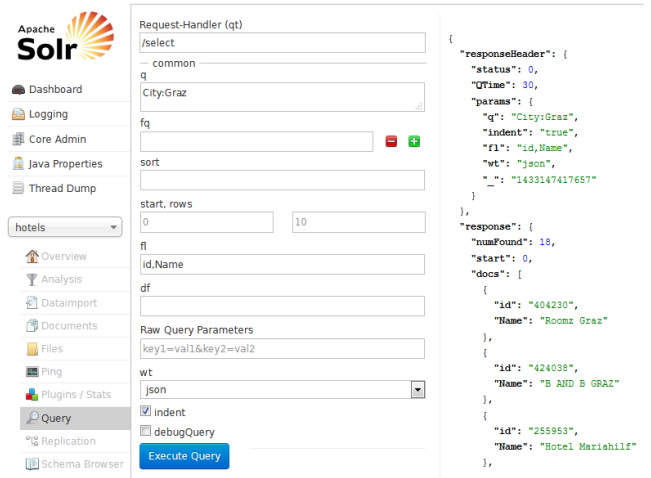 Apache
Solr
Dashboard
Logging
Core Admin
Java Properties
Thread Dump
hotels
Overview
Analysis
Dataimport
Documents
Files
Ping
Plugins / Stats
Query
Replication
Schema Browser
Request-Handler (qt)
/select
common
q
City:Graz
fq
sort
start, rows
0 10
fl
id,Name
df
Raw Query Parameters
key1=val1&key2=val2
wt
json
indent
debugQuery
Execute Query
{
"responseHeader": {
"status": 0,
"QTime": 30,
"params": {
"q": "City:Graz",
"indent": "true",
"fl": "id,Name",
"wt": "json",
"_": "1433147417657"
}
},
"response": {
"numFound": 18,
"start": 0,
"docs": [
{
"id": "404230",
"Name": "Roomz Graz"
},
{
"id": "424038",
"Name": "B AND B GRAZ"
},
{
"id": "255953",
"Name": "Hotel Mariahilf"
},